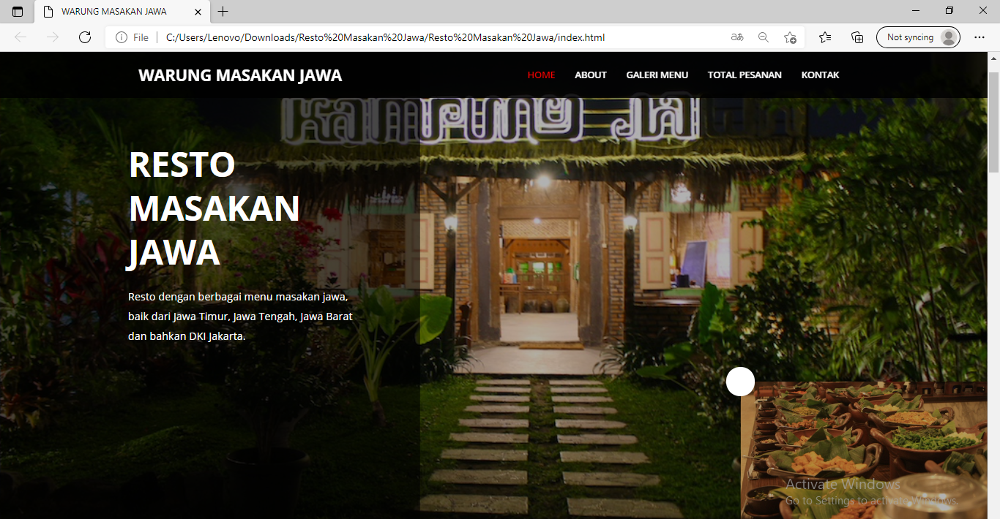 WARUNG MASAKAN JAWA
File
C:/Users/Lenovo/Downloads/Resto%20Masakan%20Jawa/Resto%20Masakan%20Jawa/index.html
Not syncing
WARUNG MASAKAN JAWA
HOME ABOUT GALERI MENU TOTAL PESANAN KONTAK
RESTO
MASAKAN
JAWA
Resto dengan berbagai menu masakan jawa,
baik dari Jawa Timur, Jawa Tengah, Jawa Barat
dan bahkan DKI Jakarta.
Activate Windows
Go to Settings to activate Windows.